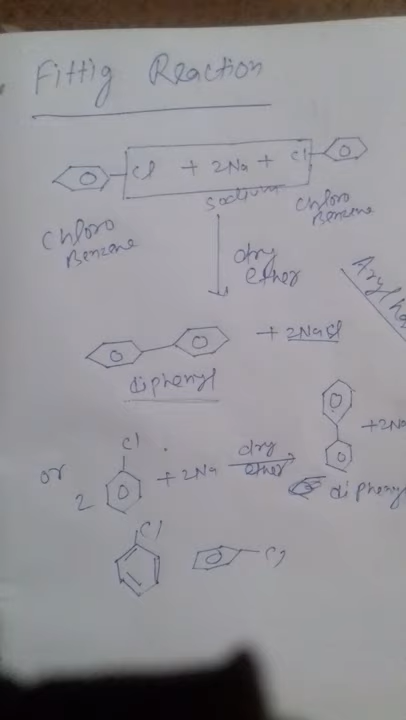 Fittig Reaction
Cl + 2Na + Cl
Sodium
Chloro Benzene
Chloro Benzene
dry ether
+ 2NaCl
diphenyl
or 2 Cl + 2Na dry ether + 2Na
diphenyl
Cl Cl